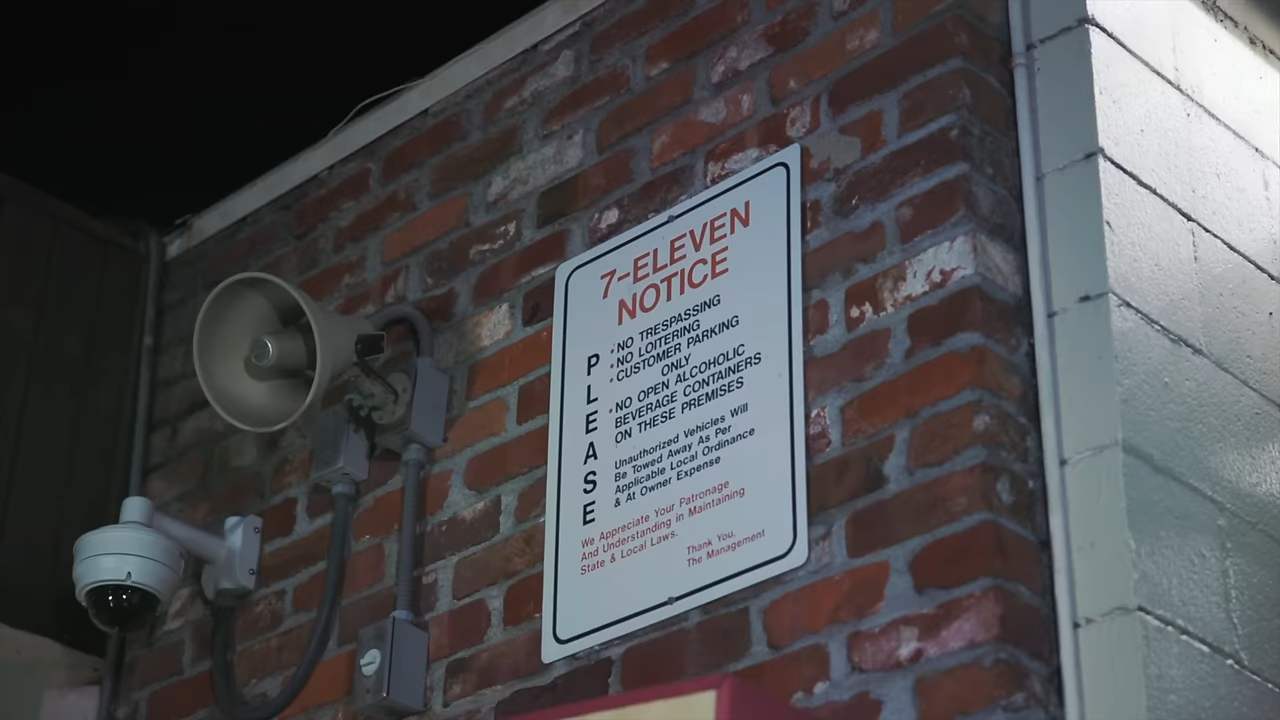 7-ELEVEN
NOTICE
PLEASE
• NO TRESPASSING
• NO LOITERING
• CUSTOMER PARKING
ONLY
• NO OPEN ALCOHOLIC
BEVERAGE CONTAINERS
ON THESE PREMISES
Unauthorized Vehicles Will
Be Towed Away As Per
Applicable Local Ordinance
& At Owner Expense
We Appreciate Your Patronage
And Understanding in Maintaining
State & Local Laws.
Thank You,
The Management